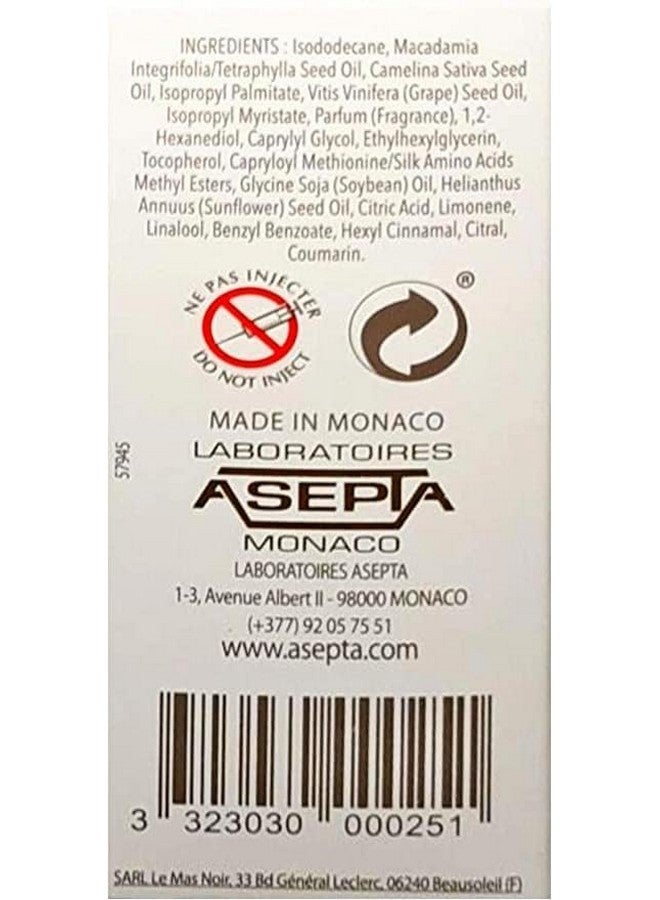 INGREDIENTS : Isododecane, Macadamia
Integrifolia/Tetraphylla Seed Oil, Camelina Sativa Seed
Oil, Isopropyl Palmitate, Vitis Vinifera (Grape) Seed Oil,
Isopropyl Myristate, Parfum (Fragrance), 1,2-
Hexanediol, Caprylyl Glycol, Ethylhexylglycerin,
Tocopherol, Capryloyl Methionine/Silk Amino Acids
Methyl Esters, Glycine Soja (Soybean) Oil, Helianthus
Annuus (Sunflower) Seed Oil, Citric Acid, Limonene,
Linalool, Benzyl Benzoate, Hexyl Cinnamal, Citral,
Coumarin.
NE PAS INJECTER
DO NOT INJECT
®
MADE IN MONACO
57945
LABORATOIRES
ASEPTA
MONACO
LABORATOIRES ASEPTA
1-3, Avenue Albert II - 98000 MONACO
(+377) 92 05 75 51
www.asepta.com
3 323030 000251
SARL Le Mas Noir, 33 Bd Général Leclerc, 06240 Beausoleil (F)